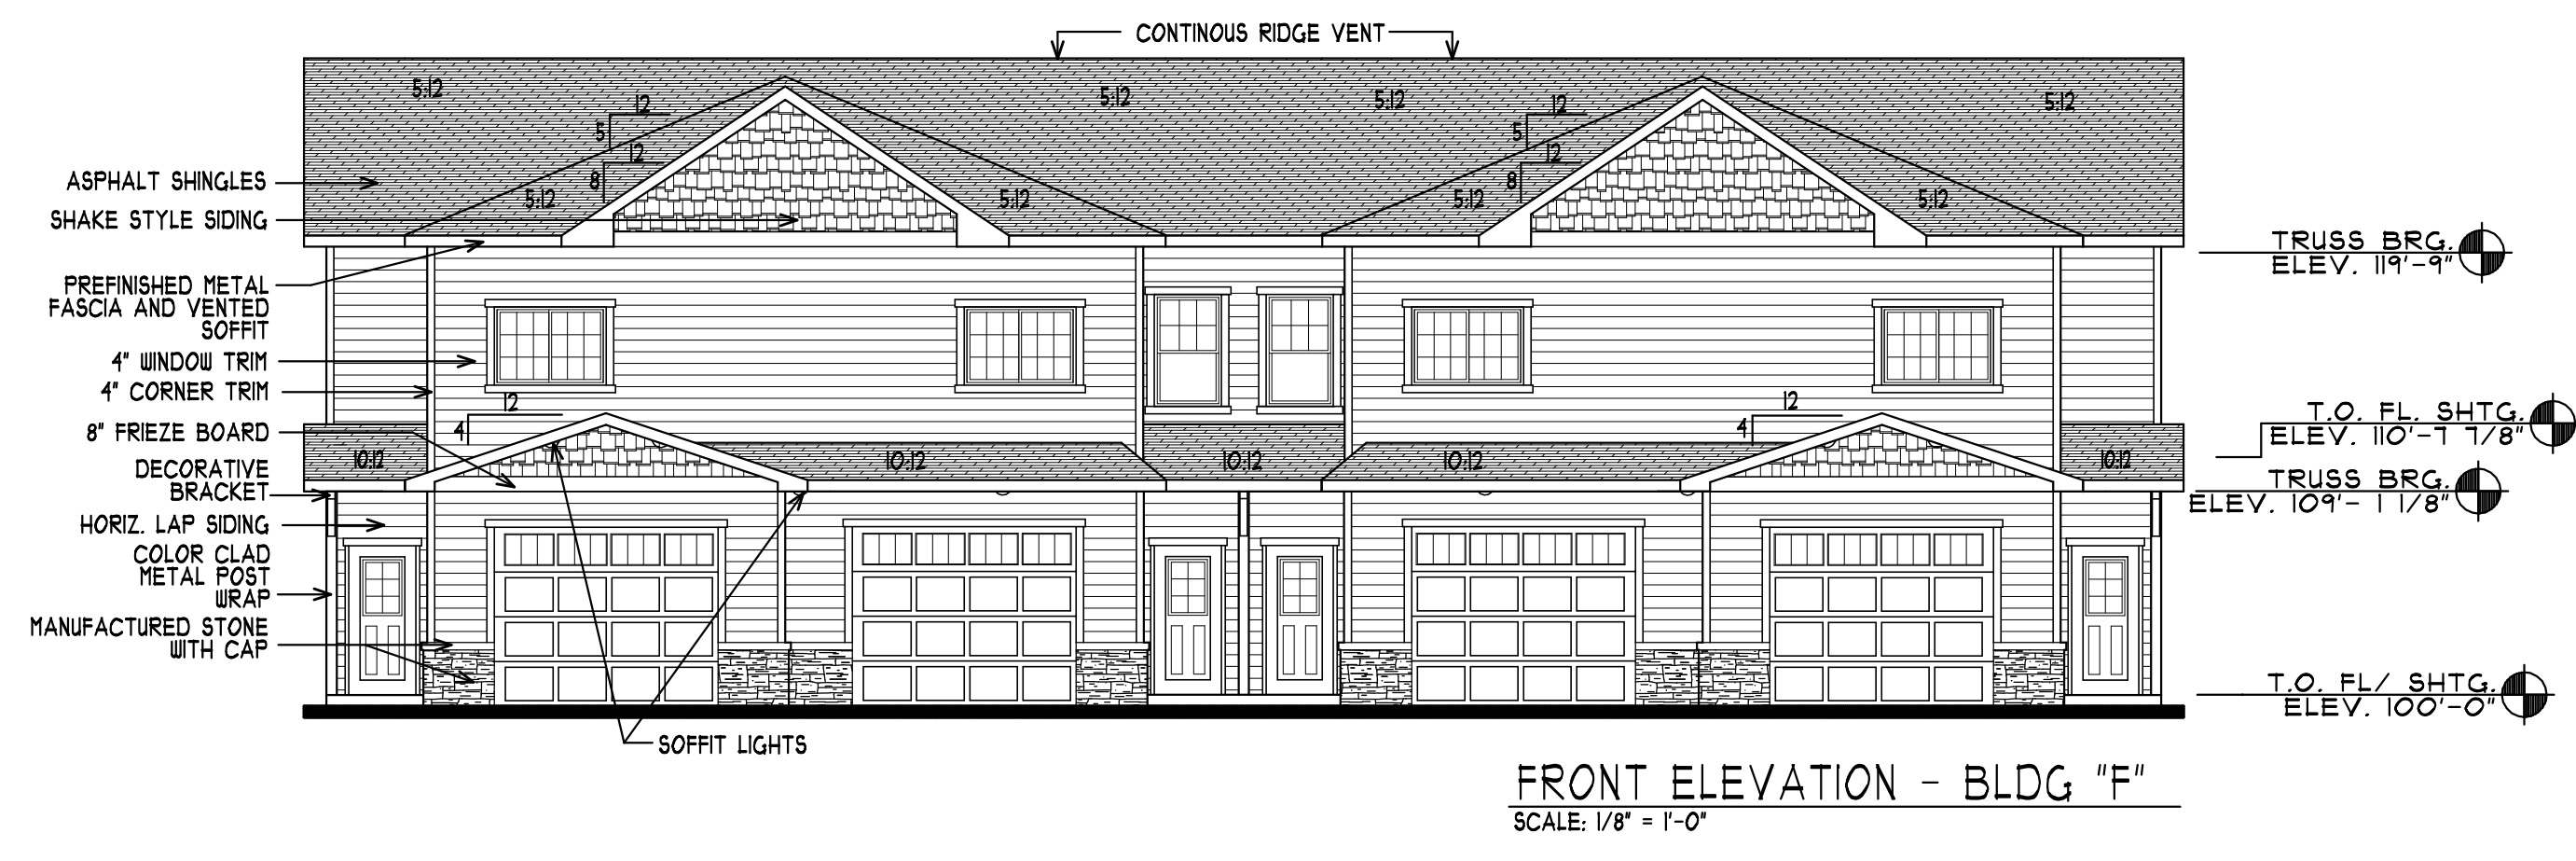 CONTINOUS RIDGE VENT
5:12
5:12
5:12
5:12
12
5
12
5
12
8
12
8
5:12
5:12
5:12
5:12
ASPHALT SHINGLES
SHAKE STYLE SIDING
PREFINISHED METAL
FASCIA AND VENTED
SOFFIT
4" WINDOW TRIM
4" CORNER TRIM
12
4
12
4
8" FRIEZE BOARD
10:12
10:12
10:12
10:12
10:12
DECORATIVE
BRACKET
HORIZ. LAP SIDING
COLOR CLAD
METAL POST
WRAP
MANUFACTURED STONE
WITH CAP
SOFFIT LIGHTS
TRUSS BRG.
ELEV. 119'-9"
T.O. FL. SHTG.
ELEV. 110'-7 7/8"
TRUSS BRG.
ELEV. 109'- 1 1/8"
T.O. FL/ SHTG.
ELEV. 100'-0"
FRONT ELEVATION - BLDG "F"
SCALE: 1/8" = 1'-0"